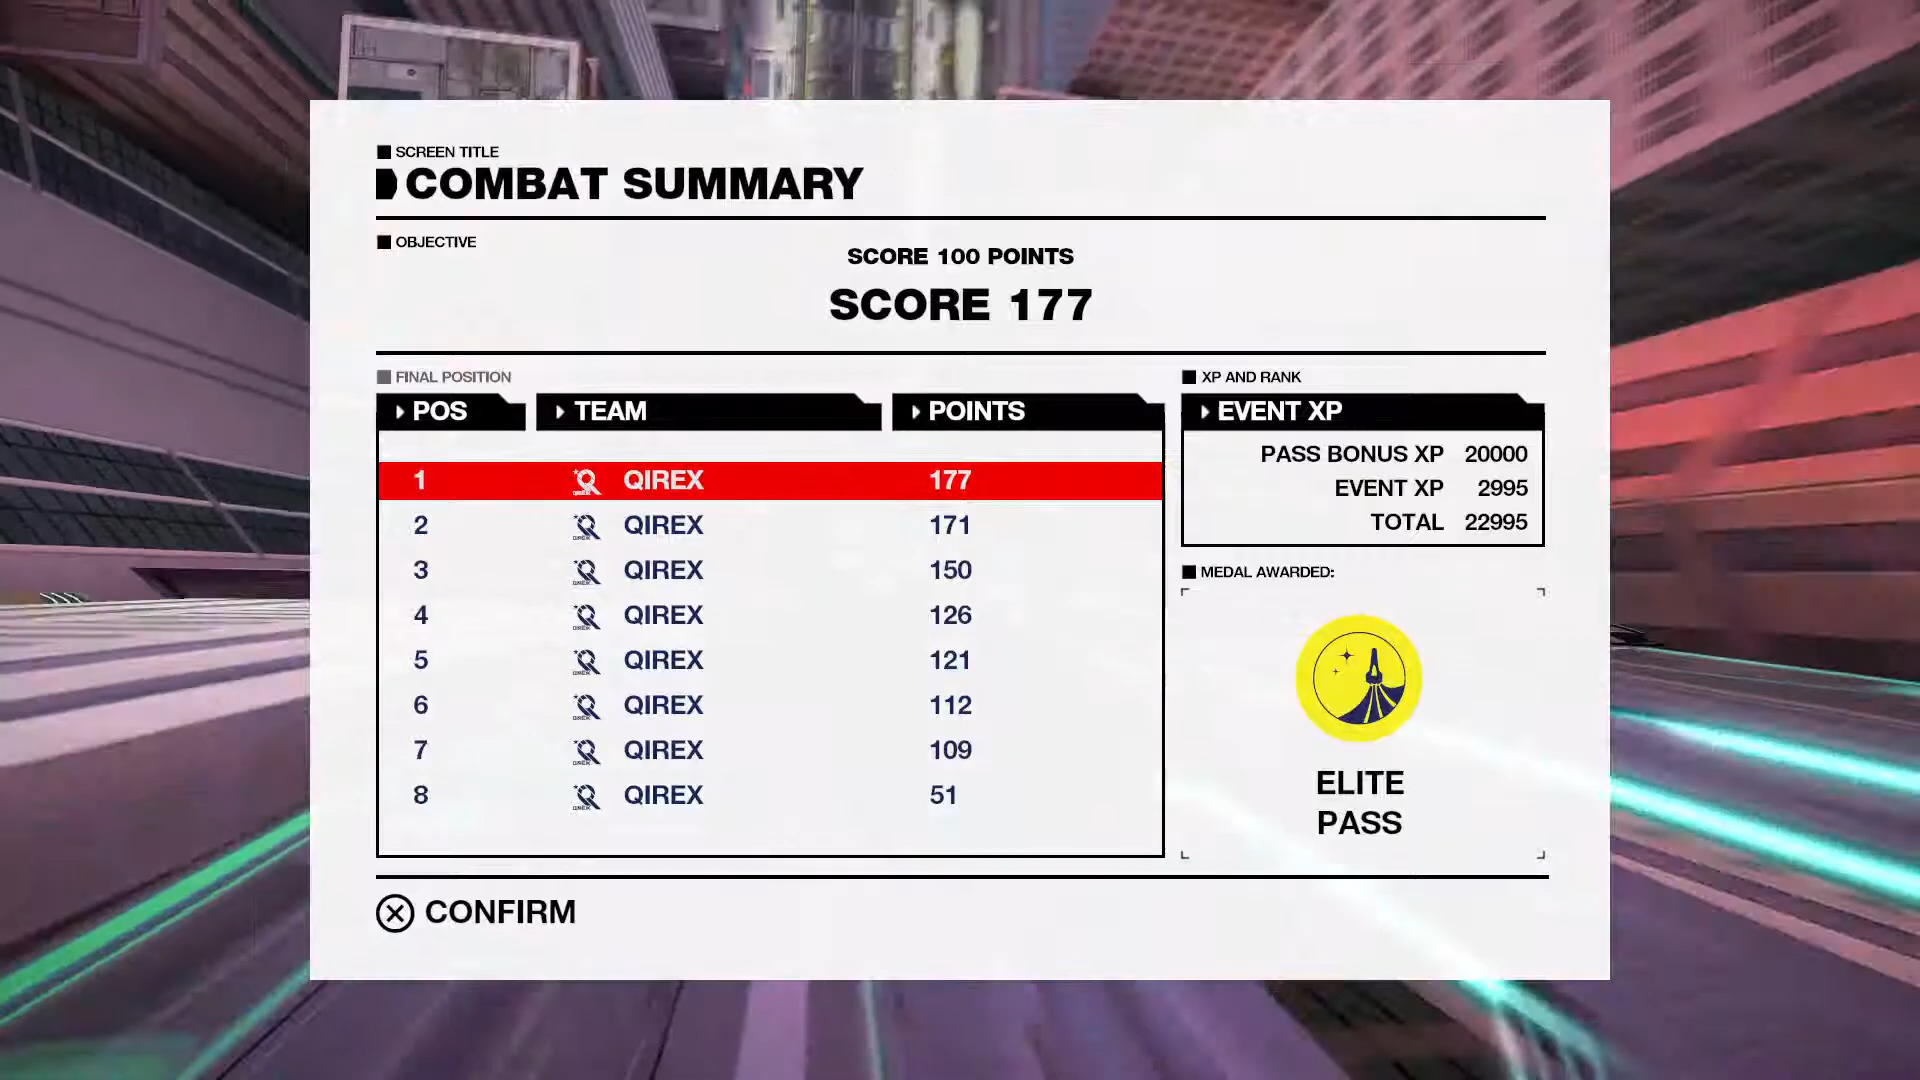 SCREEN TITLE
COMBAT SUMMARY
OBJECTIVE
SCORE 100 POINTS
SCORE 177
FINAL POSITION
POS TEAM POINTS
1 QIREX 177
2 QIREX 171
3 QIREX 150
4 QIREX 126
5 QIREX 121
6 QIREX 112
7 QIREX 109
8 QIREX 51
XP AND RANK
EVENT XP
PASS BONUS XP 20000
EVENT XP 2995
TOTAL 22995
MEDAL AWARDED:
ELITE
PASS
CONFIRM